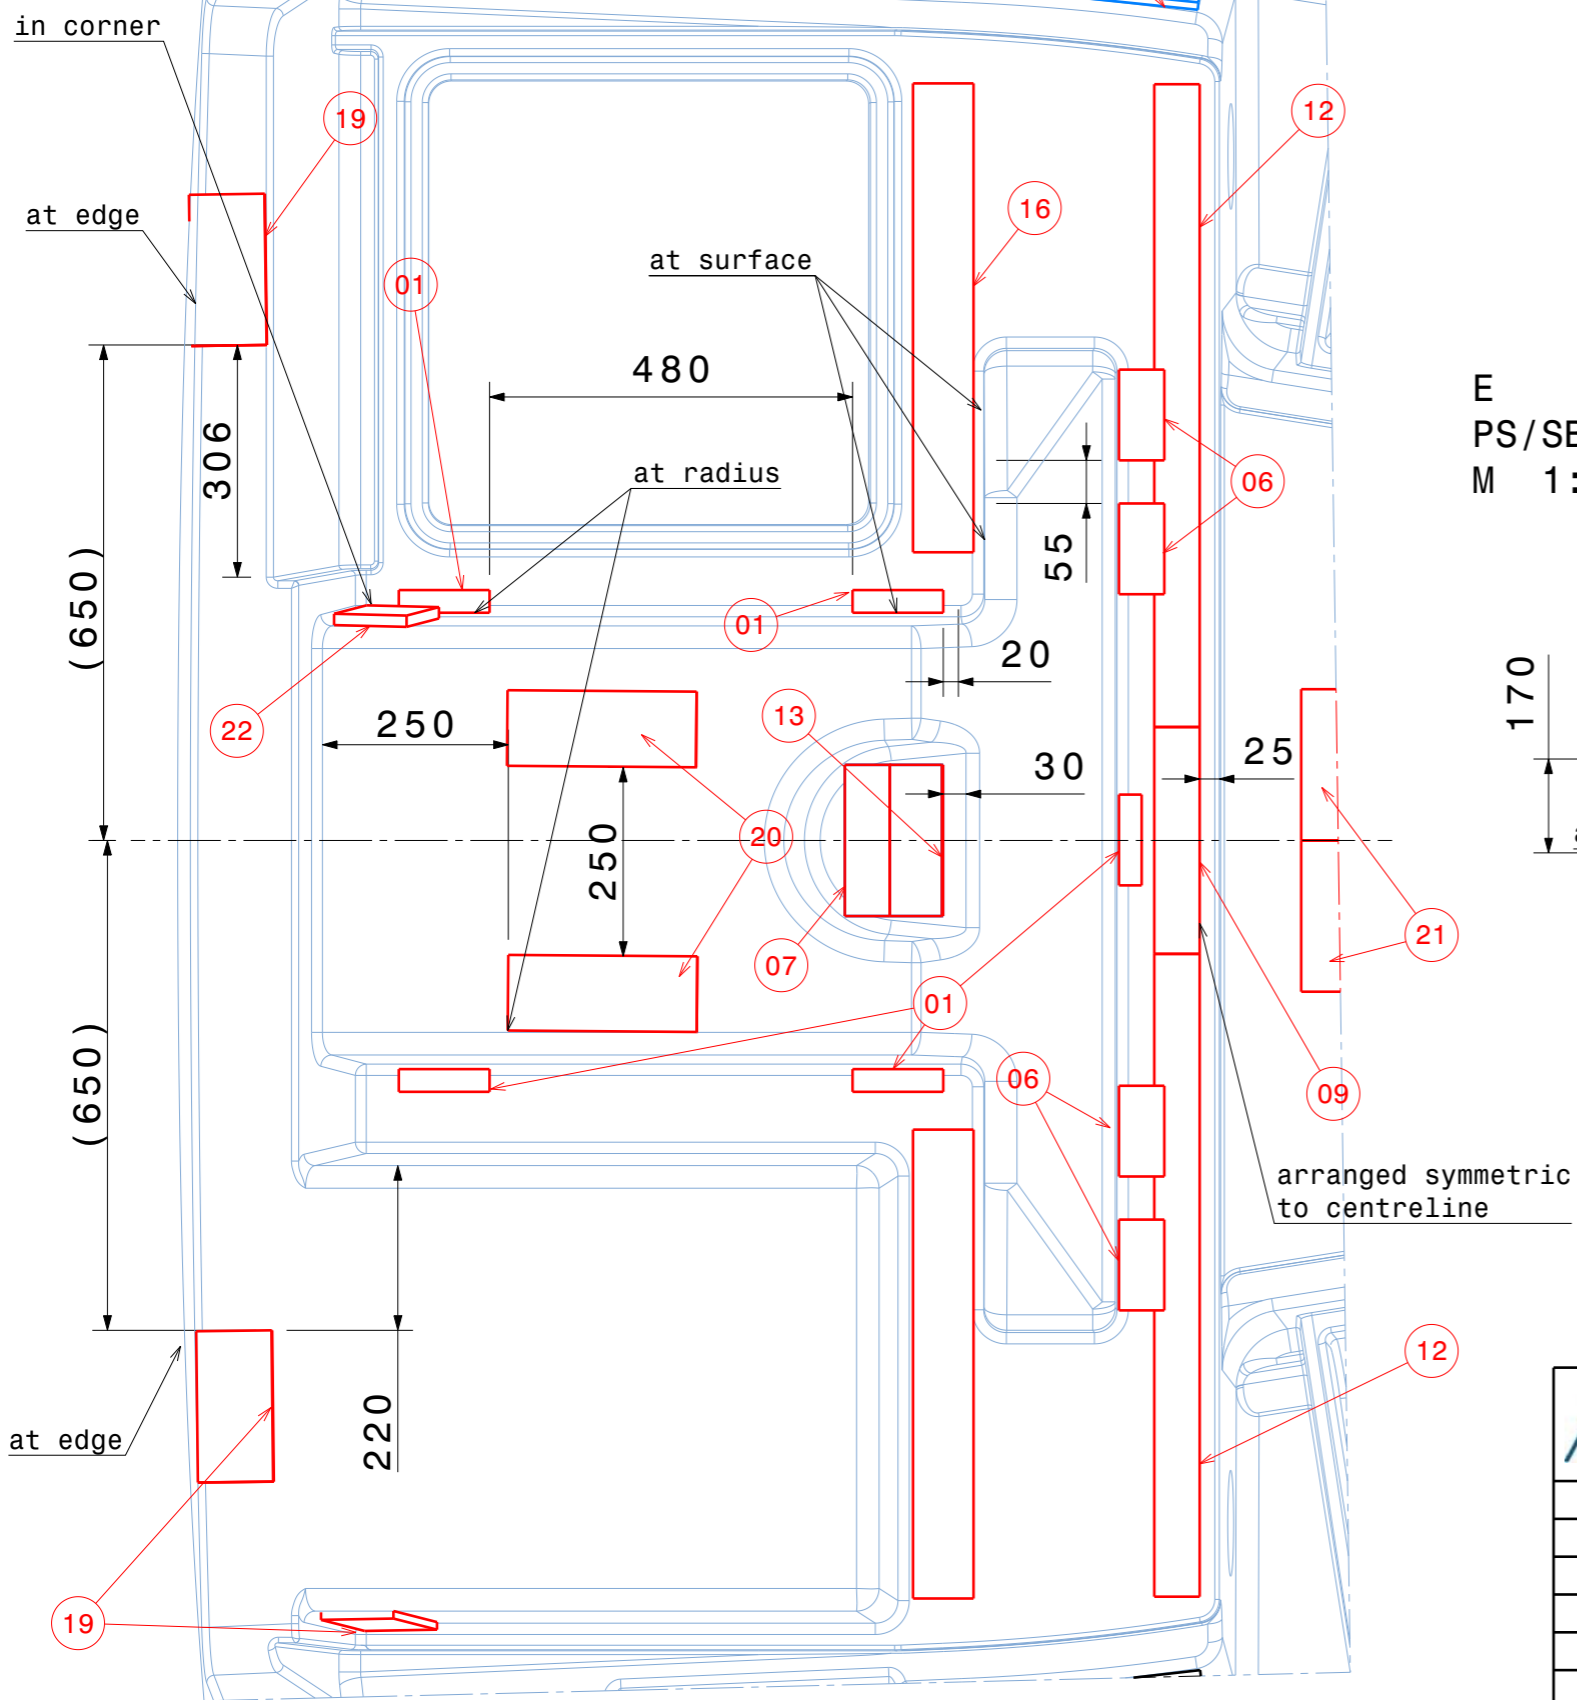 in corner
19
12
at edge
16
01
at surface
480
E
PS/SE
M 1:
306
at radius
06
55
(650)
01
20
22
250
13
170
30
25
250
20
07
21
01
(650)
06
09
arranged symmetric
to centreline
220
12
at edge
19